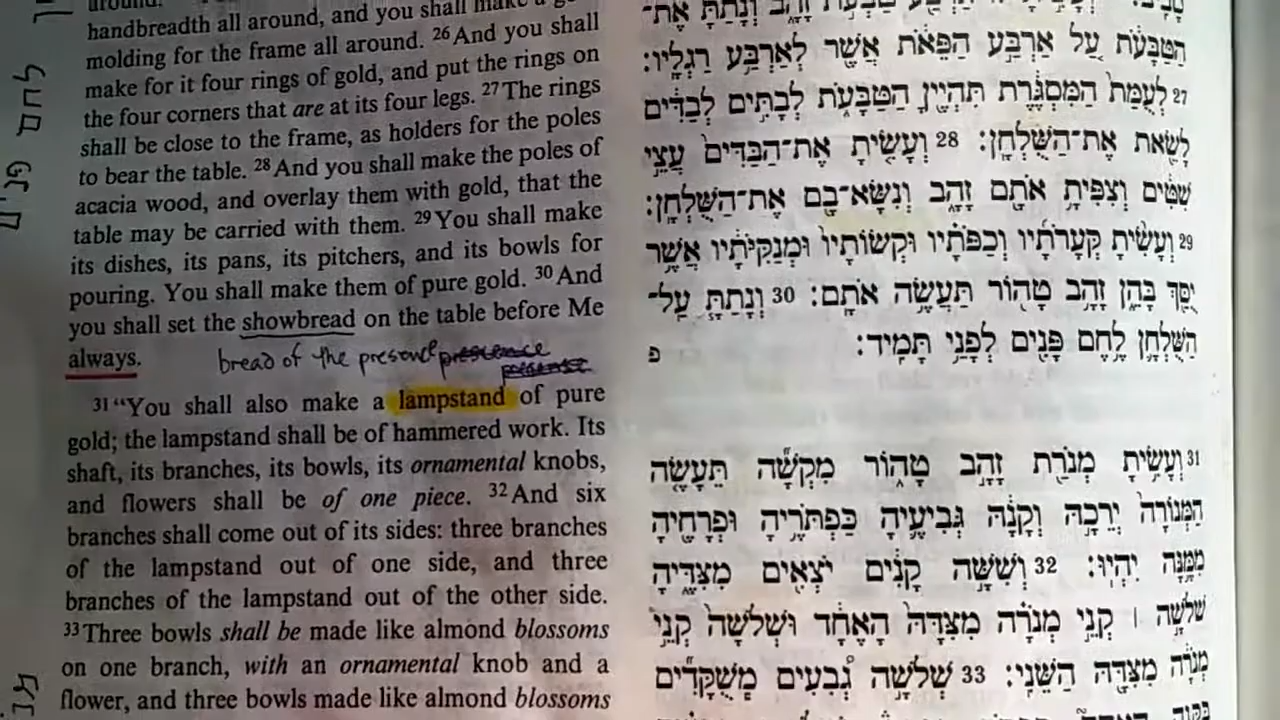 handbreadth all around, and you shall make a
molding for the frame all around. 26 And you shall
make for it four rings of gold, and put the rings on
the four corners that are at its four legs. 27 The rings
shall be close to the frame, as holders for the poles
to bear the table. 28 And you shall make the poles of
acacia wood, and overlay them with gold, that the
table may be carried with them. 29 You shall make
its dishes, its pans, its pitchers, and its bowls for
pouring. You shall make them of pure gold. 30 And
you shall set the showbread on the table before Me
always.
bread of the presence
31 “You shall also make a lampstand of pure
gold; the lampstand shall be of hammered work. Its
shaft, its branches, its bowls, its ornamental knobs,
and flowers shall be of one piece. 32 And six
branches shall come out of its sides: three branches
of the lampstand out of one side, and three
branches of the lampstand out of the other side.
33 Three bowls shall be made like almond blossoms
on one branch, with an ornamental knob and a
flower, and three bowls made like almond blossoms
לחם
פנים
הַטַּבָּעֹ֔ת עַ֚ל אַרְבַּ֣ע הַפֵּאֹ֔ת אֲשֶׁ֖ר לְאַרְבַּ֥ע רַגְלָֽיו׃
27 לְעֻמַּת֙ הַמִּסְגֶּ֔רֶת תִּהְיֶ֖יןָ הַטַּבָּעֹ֑ת לְבָתִּ֣ים לְבַדִּ֔ים
לָשֵׂ֖את אֶת־הַשֻּׁלְחָֽן׃ 28 וְעָשִׂ֤יתָ אֶת־הַבַּדִּים֙ עֲצֵ֣י
שִׁטִּ֔ים וְצִפִּיתָ֥ אֹתָ֖ם זָהָ֑ב וְנִשָּׂא־בָ֖ם אֶת־הַשֻּׁלְחָֽן׃
29 וְעָשִׂ֨יתָ קְּעָרֹתָ֜יו וְכַפֹּתָ֗יו וּקְשׂוֹתָיו֙ וּמְנַקִּיֹּתָ֔יו אֲשֶׁ֥ר
יֻסַּ֖ךְ בָּהֵ֑ן זָהָ֥ב טָה֖וֹר תַּעֲשֶׂ֥ה אֹתָֽם׃ 30 וְנָתַתָּ֧ עַֽל־
הַשֻּׁלְחָ֛ן לֶ֥חֶם פָּנִ֖ים לְפָנַ֥י תָּמִֽיד׃ פ
31 וְעָשִׂ֥יתָ מְנֹרַ֖ת זָהָ֣ב טָה֑וֹר מִקְשָׁ֞ה תֵּעָשֶׂ֤ה
הַמְּנוֹרָה֙ יְרֵכָ֣הּ וְקָנָ֔הּ גְּבִיעֶ֛יהָ כַּפְתֹּרֶ֥יהָ וּפְרָחֶ֖יהָ
מִמֶּ֥נָּה יִהְיֽוּ׃ 32 וְשִׁשָּׁ֣ה קָנִ֔ים יֹצְאִ֖ים מִצִּדֶּ֑יהָ
שְׁלֹשָׁ֣ה ׀ קְנֵ֣י מְנֹרָ֗ה מִצִּדָּהּ֙ הָאֶחָ֔ד וּשְׁלֹשָׁה֙ קְנֵ֣י
מְנֹרָ֔ה מִצִּדָּ֖הּ הַשֵּׁנִֽי׃ 33 שְׁלֹשָׁ֣ה גְ֠בִעִים מְֽשֻׁקָּדִ֞ים